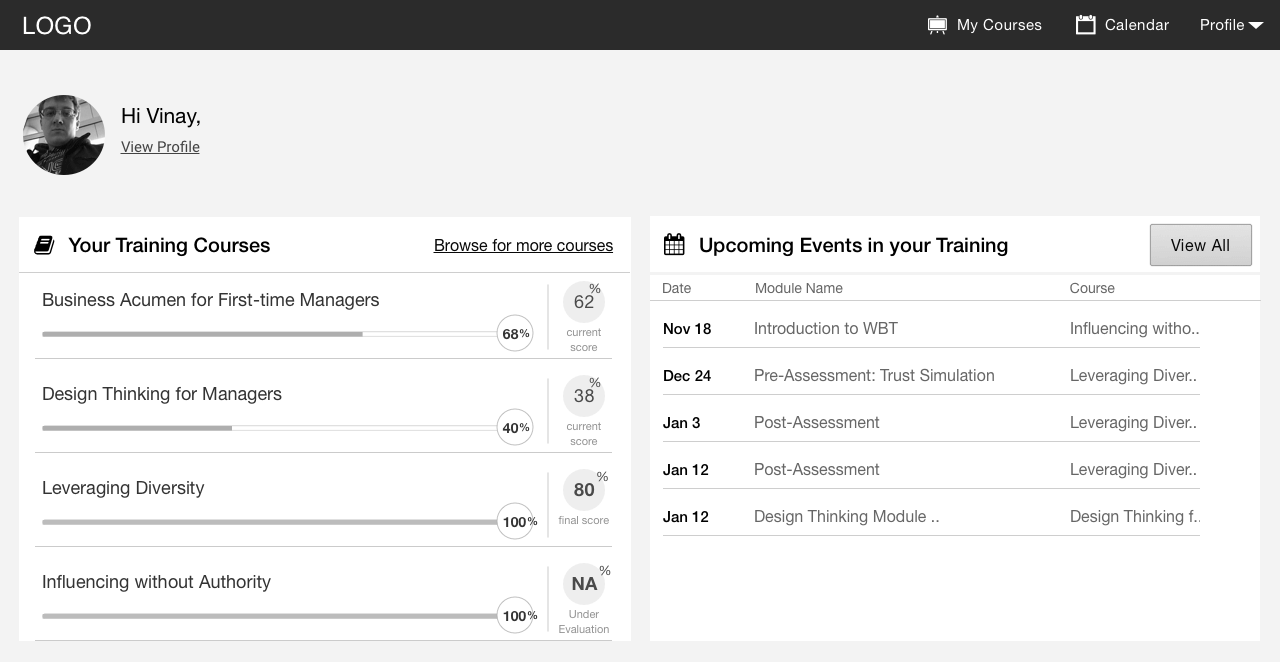 LOGO
My Courses
Calendar
Profile
Hi Vinay,
View Profile
Your Training Courses
Browse for more courses
Business Acumen for First-time Managers
68%
62%
current
score
Design Thinking for Managers
40%
38%
current
score
Leveraging Diversity
100%
80%
final score
Influencing without Authority
100%
NA%
Under
Evaluation
Upcoming Events in your Training
View All
Date Module Name Course
Nov 18 Introduction to WBT Influencing witho..
Dec 24 Pre-Assessment: Trust Simulation Leveraging Diver..
Jan 3 Post-Assessment Leveraging Diver..
Jan 12 Post-Assessment Leveraging Diver..
Jan 12 Design Thinking Module .. Design Thinking f..